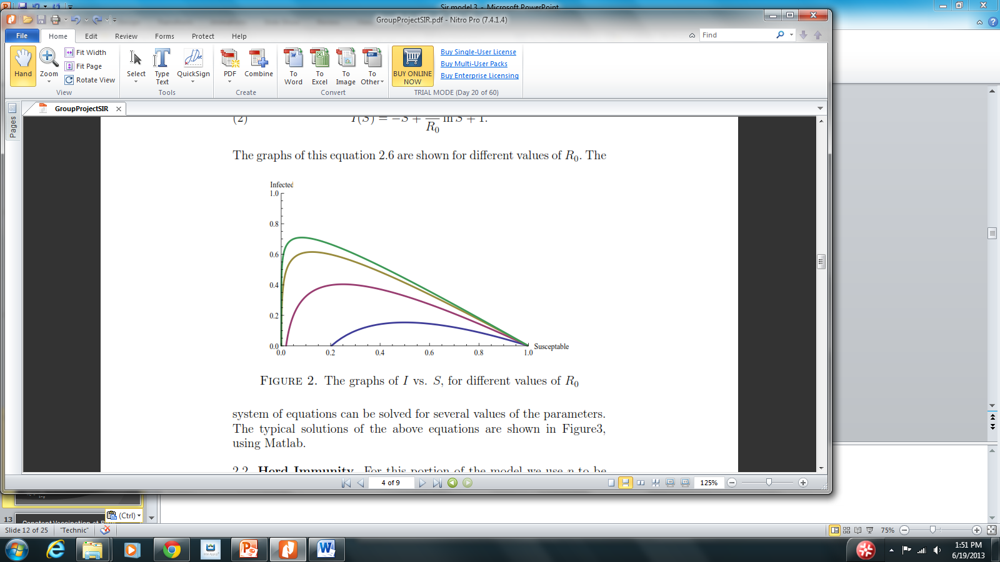 Sir model 3 - Microsoft PowerPoint
GroupProjectSIR.pdf - Nitro Pro (7.4.1.4)
File Home Edit Review Forms Protect Help Find
Hand
Zoom
Fit Width
Fit Page
Rotate View
View
Select
Type Text
QuickSign
Tools
PDF
Combine
Create
To Word
To Excel
To Image
To Other
Convert
BUY ONLINE NOW
Buy Single-User License
Buy Multi-User Packs
Buy Enterprise Licensing
TRIAL MODE (Day 20 of 60)
Pages
GroupProjectSIR
(2) I(S) = −S + R₀ ln S + 1.
The graphs of this equation 2.6 are shown for different values of R₀. The
Infected
1.0
0.8
0.6
0.4
0.2
0.0
0.0 0.2 0.4 0.6 0.8 1.0 Susceptable
Figure 2. The graphs of I vs. S, for different values of R₀
system of equations can be solved for several values of the parameters.
The typical solutions of the above equations are shown in Figure3,
using Matlab.
2.2 Herd Immunity For this portion of the model we use p to be
4 of 9
125%
13
(Ctrl)
Slide 12 of 25 "Technic" 75%
1:51 PM
6/19/2013